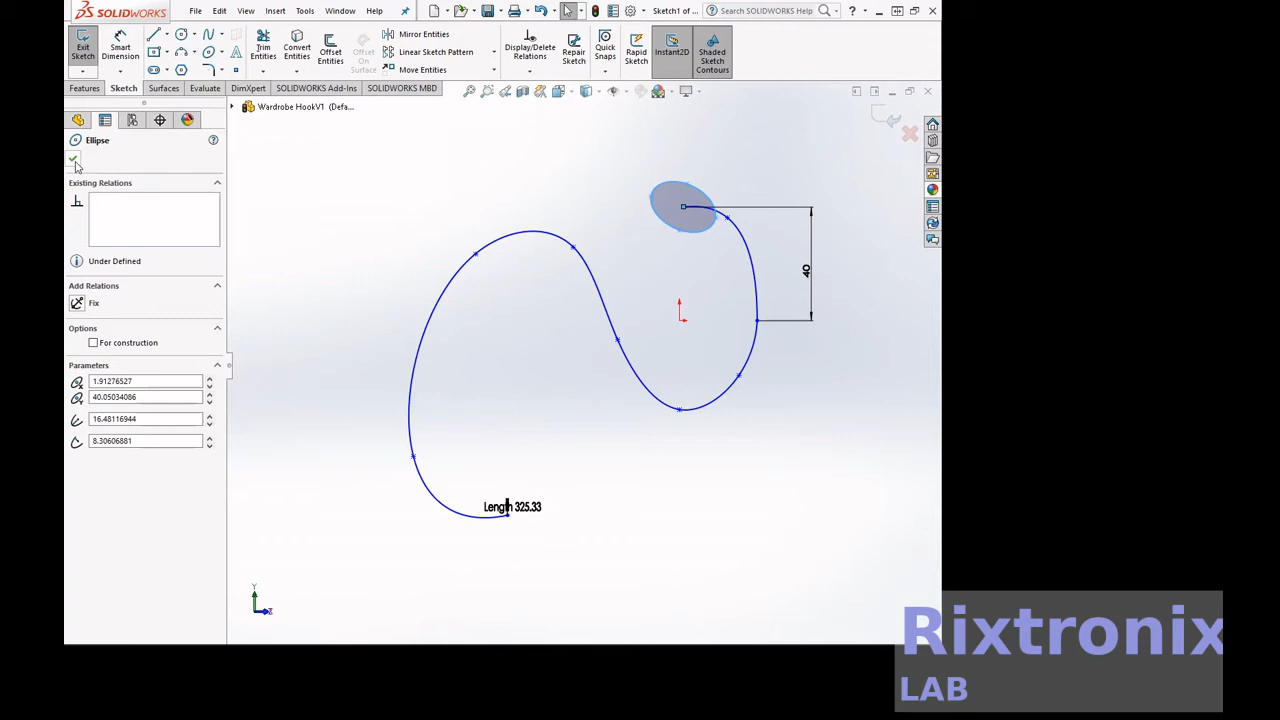 SOLIDWORKS File Edit View Insert Tools Window Help Sketch1 of ... Search SOLIDWORKS Help
Exit Sketch Smart Dimension Trim Entities Convert Entities Offset Entities Offset On Surface Mirror Entities Linear Sketch Pattern Move Entities Display/Delete Relations Repair Sketch Quick Snaps Rapid Sketch Instant2D Shaded Sketch Contours
Features Sketch Surfaces Evaluate DimXpert SOLIDWORKS Add-Ins SOLIDWORKS MBD
Wardrobe HookV1 (Defa...
Ellipse
Existing Relations
Under Defined
Add Relations
Fix
Options
For construction
Parameters
1.91276527
40.05034086
16.48116944
8.30606881
40
Length 325.33
Y
Z
Rixtronix
LAB